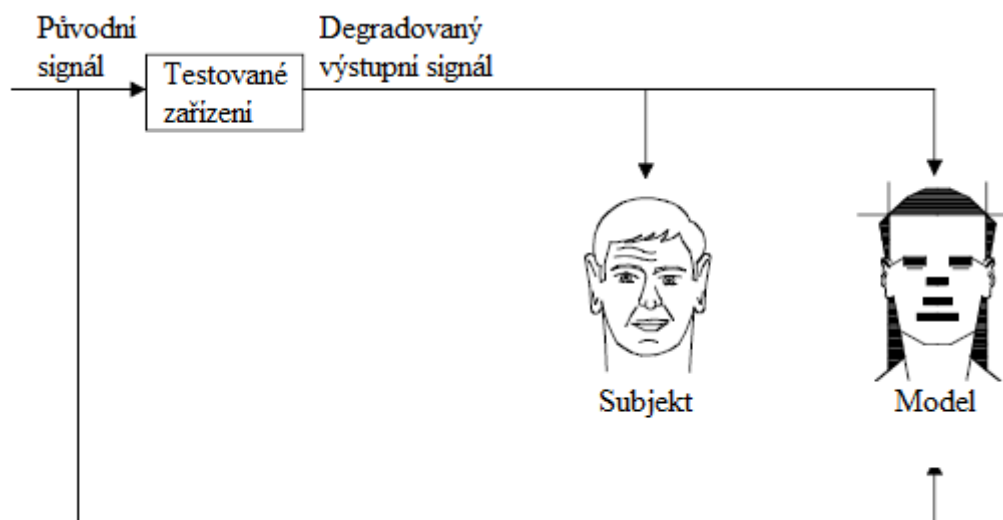 Původní
signál
Testované
zařízení
Degradovaný
výstupní signál
Subjekt
Model